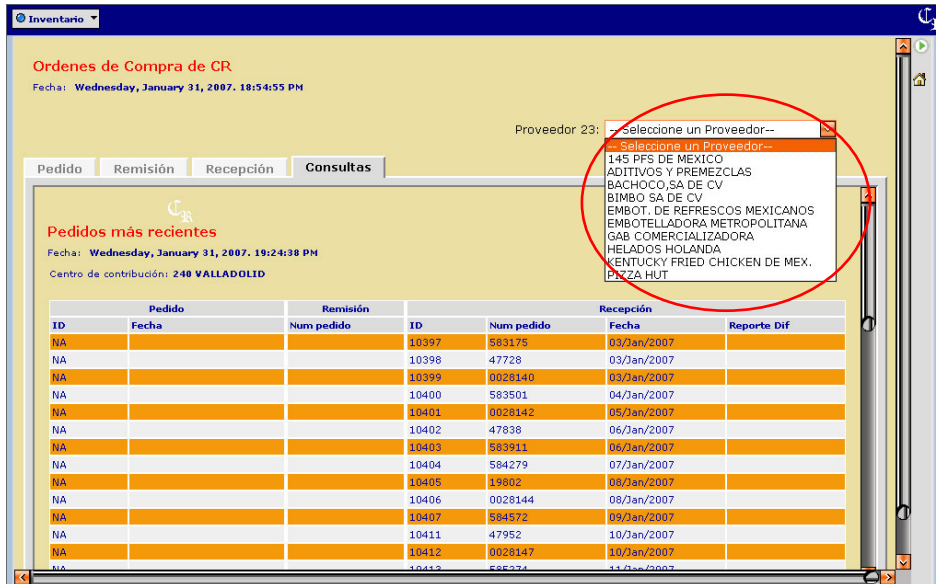 Inventario
CR
Ordenes de Compra de CR
Fecha: Wednesday, January 31, 2007. 18:54:55 PM
Proveedor 23: -- Seleccione un Proveedor--
-- Seleccione un Proveedor--
145 PFS DE MEXICO
ADITIVOS Y PREMEZCLAS
BACHOCO,SA DE CV
BIMBO SA DE CV
EMBOT. DE REFRESCOS MEXICANOS
EMBOTELLADORA METROPOLITANA
GAB COMERCIALIZADORA
HELADOS HOLANDA
KENTUCKY FRIED CHICKEN DE MEX.
PIZZA HUT
Pedido Remisión Recepción Consultas
CR
Pedidos más recientes
Fecha: Wednesday, January 31, 2007. 19:24:38 PM
Centro de contribución: 240 VALLADOLID
Pedido Remisión Recepción
ID Fecha Num pedido ID Num pedido Fecha Reporte Dif
NA 10397 583175 03/Jan/2007
NA 10398 47728 03/Jan/2007
NA 10399 0028140 03/Jan/2007
NA 10400 583501 04/Jan/2007
NA 10401 0028142 05/Jan/2007
NA 10402 47838 06/Jan/2007
NA 10403 583911 06/Jan/2007
NA 10404 584279 07/Jan/2007
NA 10405 19802 08/Jan/2007
NA 10406 0028144 08/Jan/2007
NA 10407 584572 09/Jan/2007
NA 10411 47952 10/Jan/2007
NA 10412 0028147 10/Jan/2007
NA 10413 585274 11/Jan/2007